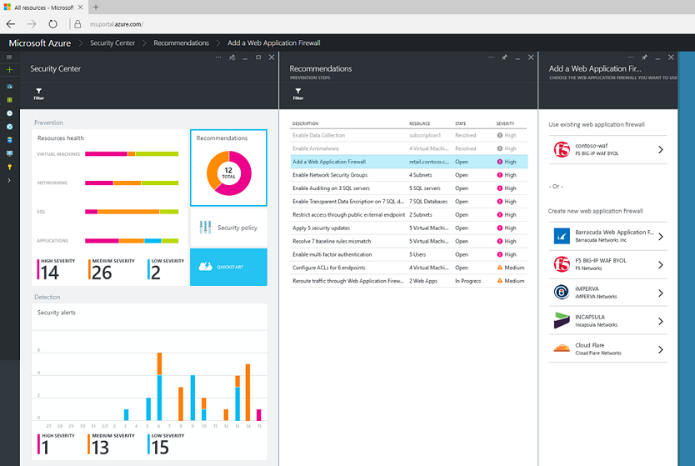 All resources - Microsoft
ms.portal.azure.com/
Microsoft Azure
Security Center
Recommendations
Add a Web Application Firewall
Security Center
Filter
Prevention
Resources health
VIRTUAL MACHINES
NETWORKING
SQL
APPLICATIONS
HIGH SEVERITY
14
MEDIUM SEVERITY
26
LOW SEVERITY
2
Recommendations
12
TOTAL
Security policy
QUICKSTART
Detection
Security alerts
8
6
4
2
0
HIGH SEVERITY
1
MEDIUM SEVERITY
13
LOW SEVERITY
15
Recommendations
PREVENTION STEPS
Filter
DESCRIPTION RESOURCE STATE SEVERITY
Enable Data Collection subscription1 Resolved High
Enable Antimalware 4 Virtual Machi... Resolved High
Add a Web Application Firewall retail.contoso.c... Open High
Enable Network Security Groups 4 Subnets Open High
Enable Auditing on 3 SQL servers 5 SQL servers Open High
Enable Transparent Data Encryption on 7 SQL d... 7 SQL Databases Open High
Restrict access through public external endpoint 2 Subnets Open High
Apply 5 security updates 5 Virtual Machi... Open High
Resolve 7 baseline rules mismatch 5 Virtual Machi... Open High
Enable multi-factor authentication 5 Users Open High
Configure ACLs for 6 endpoints 4 Virtual Machi... Open Medium
Reroute traffic through Web Application Firew... 2 Web Apps In Progress Medium
Add a Web Application Fir...
CHOOSE THE WEB APPLICATION FIREWALL YOU WANT TO USE
Use existing web application firewall
contoso-waf
F5 BIG-IP WAF BYOL
- Or -
Create new web application firewall
Barracuda Web Application F...
Barracuda Networks Inc
F5 BIG-IP WAF BYOL
F5 Networks
iMPERVA
iMPERVA Networks
INCAPSULA
Incapsula Networks
Cloud Flare
Cloud Flare Networks